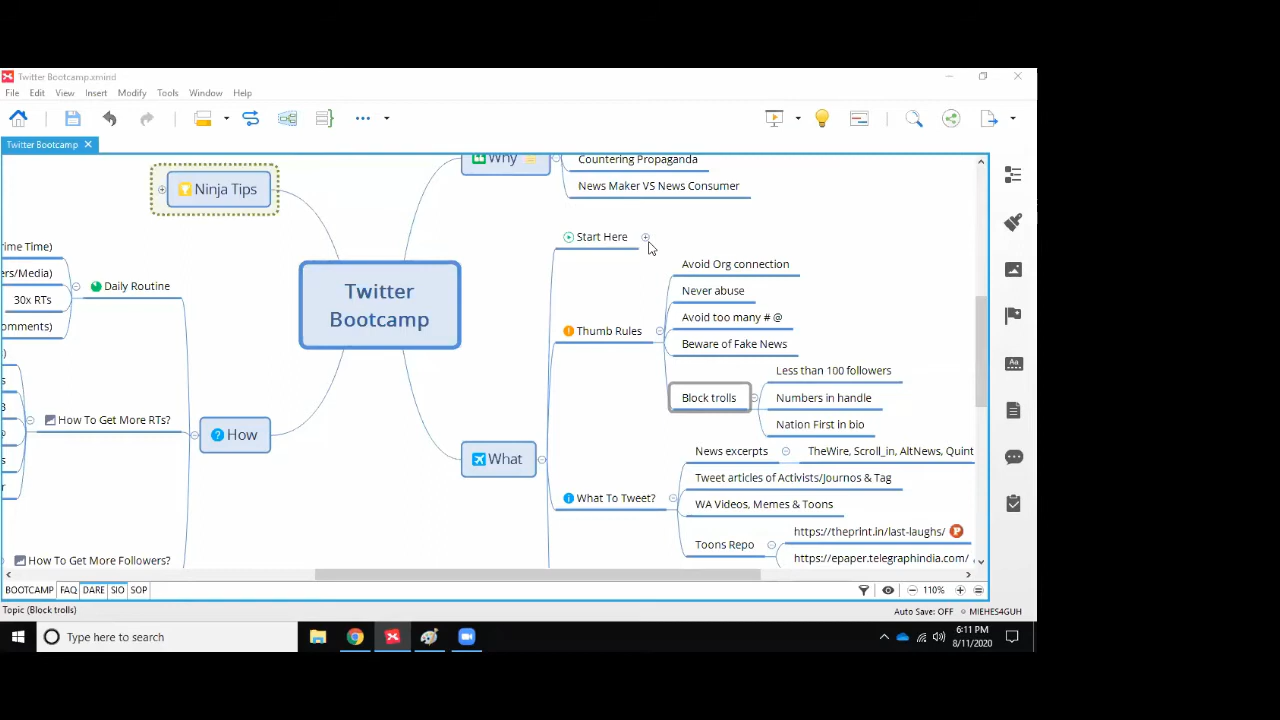 Twitter Bootcamp.xmind
File Edit View Insert Modify Tools Window Help
Twitter Bootcamp
Why
Countering Propaganda
News Maker VS News Consumer
Ninja Tips
Start Here
rime Time)
ers/Media)
30x RTs
omments)
Daily Routine
Twitter
Bootcamp
Avoid Org connection
Never abuse
Avoid too many # @
Beware of Fake News
Thumb Rules
Block trolls
Less than 100 followers
Numbers in handle
Nation First in bio
How To Get More RTs?
How
What
What To Tweet?
News excerpts
TheWire, Scroll_in, AltNews, Quint
Tweet articles of Activists/Journos & Tag
WA Videos, Memes & Toons
Toons Repo
https://theprint.in/last-laughs/
https://epaper.telegraphindia.com/
How To Get More Followers?
BOOTCAMP FAQ DARE SIO SOP
110%
Topic (Block trolls)
Auto Save: OFF MIEHES4GUH
Type here to search
6:11 PM
8/11/2020